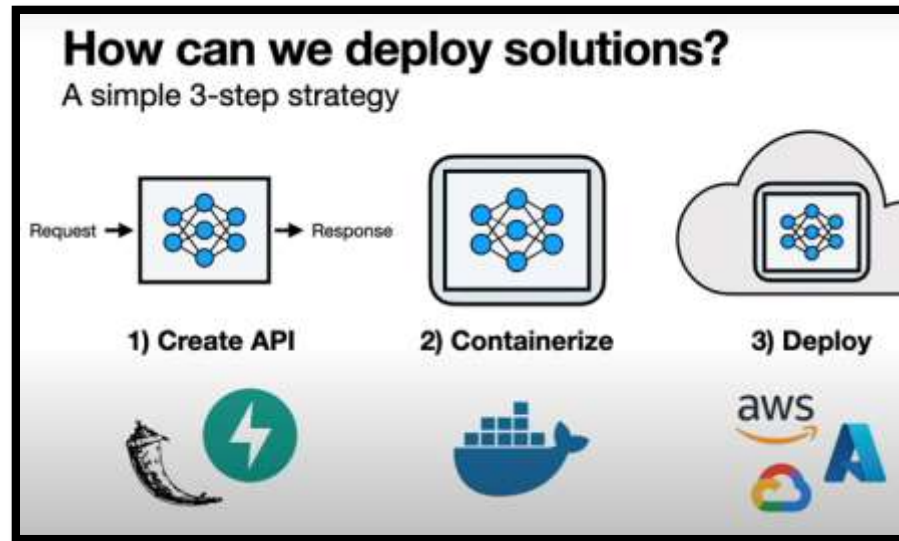 How can we deploy solutions?
A simple 3-step strategy
Request
Response
1) Create API
2) Containerize
3) Deploy
aws